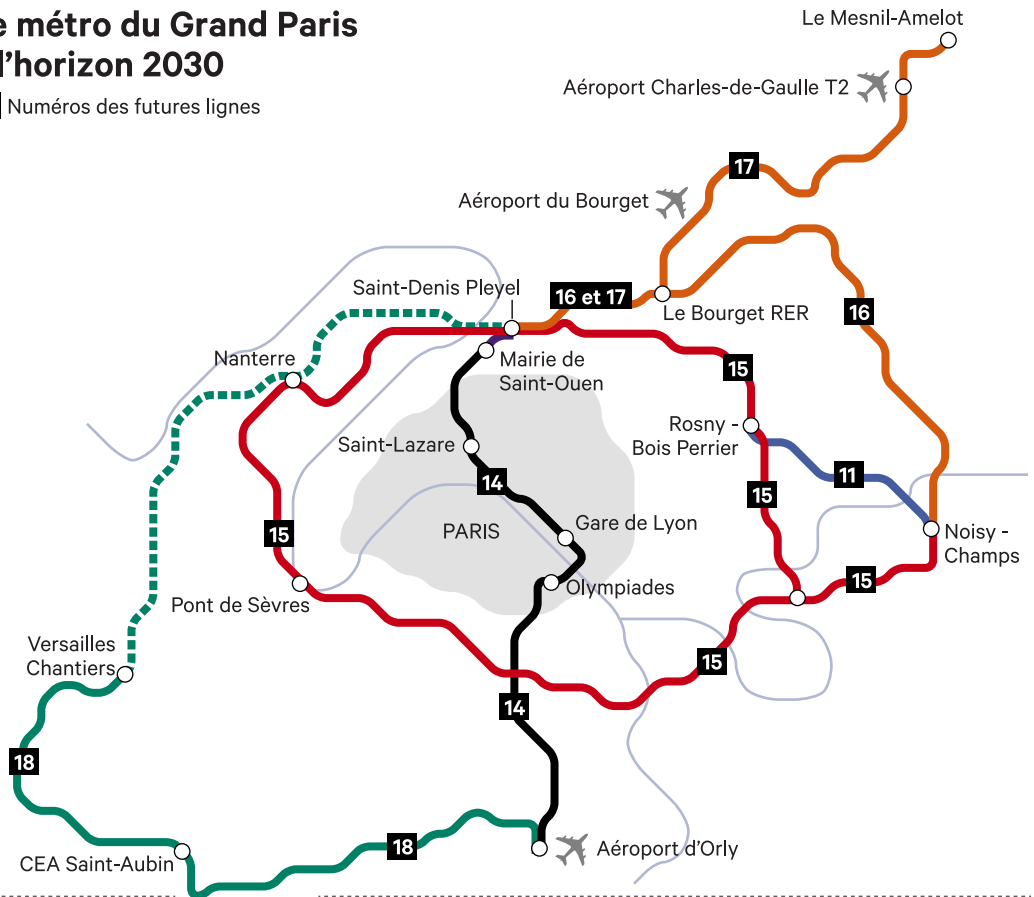 e métro du Grand Paris
l'horizon 2030
Numéros des futures lignes
Le Mesnil-Amelot
Aéroport Charles-de-Gaulle T2
17
Aéroport du Bourget
Saint-Denis Pleyel
16 et 17
Le Bourget RER
16
Nanterre
Mairie de
Saint-Ouen
15
Saint-Lazare
Rosny -
Bois Perrier
14
11
15
15
PARIS
Gare de Lyon
Noisy -
Champs
Olympiades
15
Pont de Sèvres
Versailles
Chantiers
15
14
18
18
Aéroport d'Orly
CEA Saint-Aubin